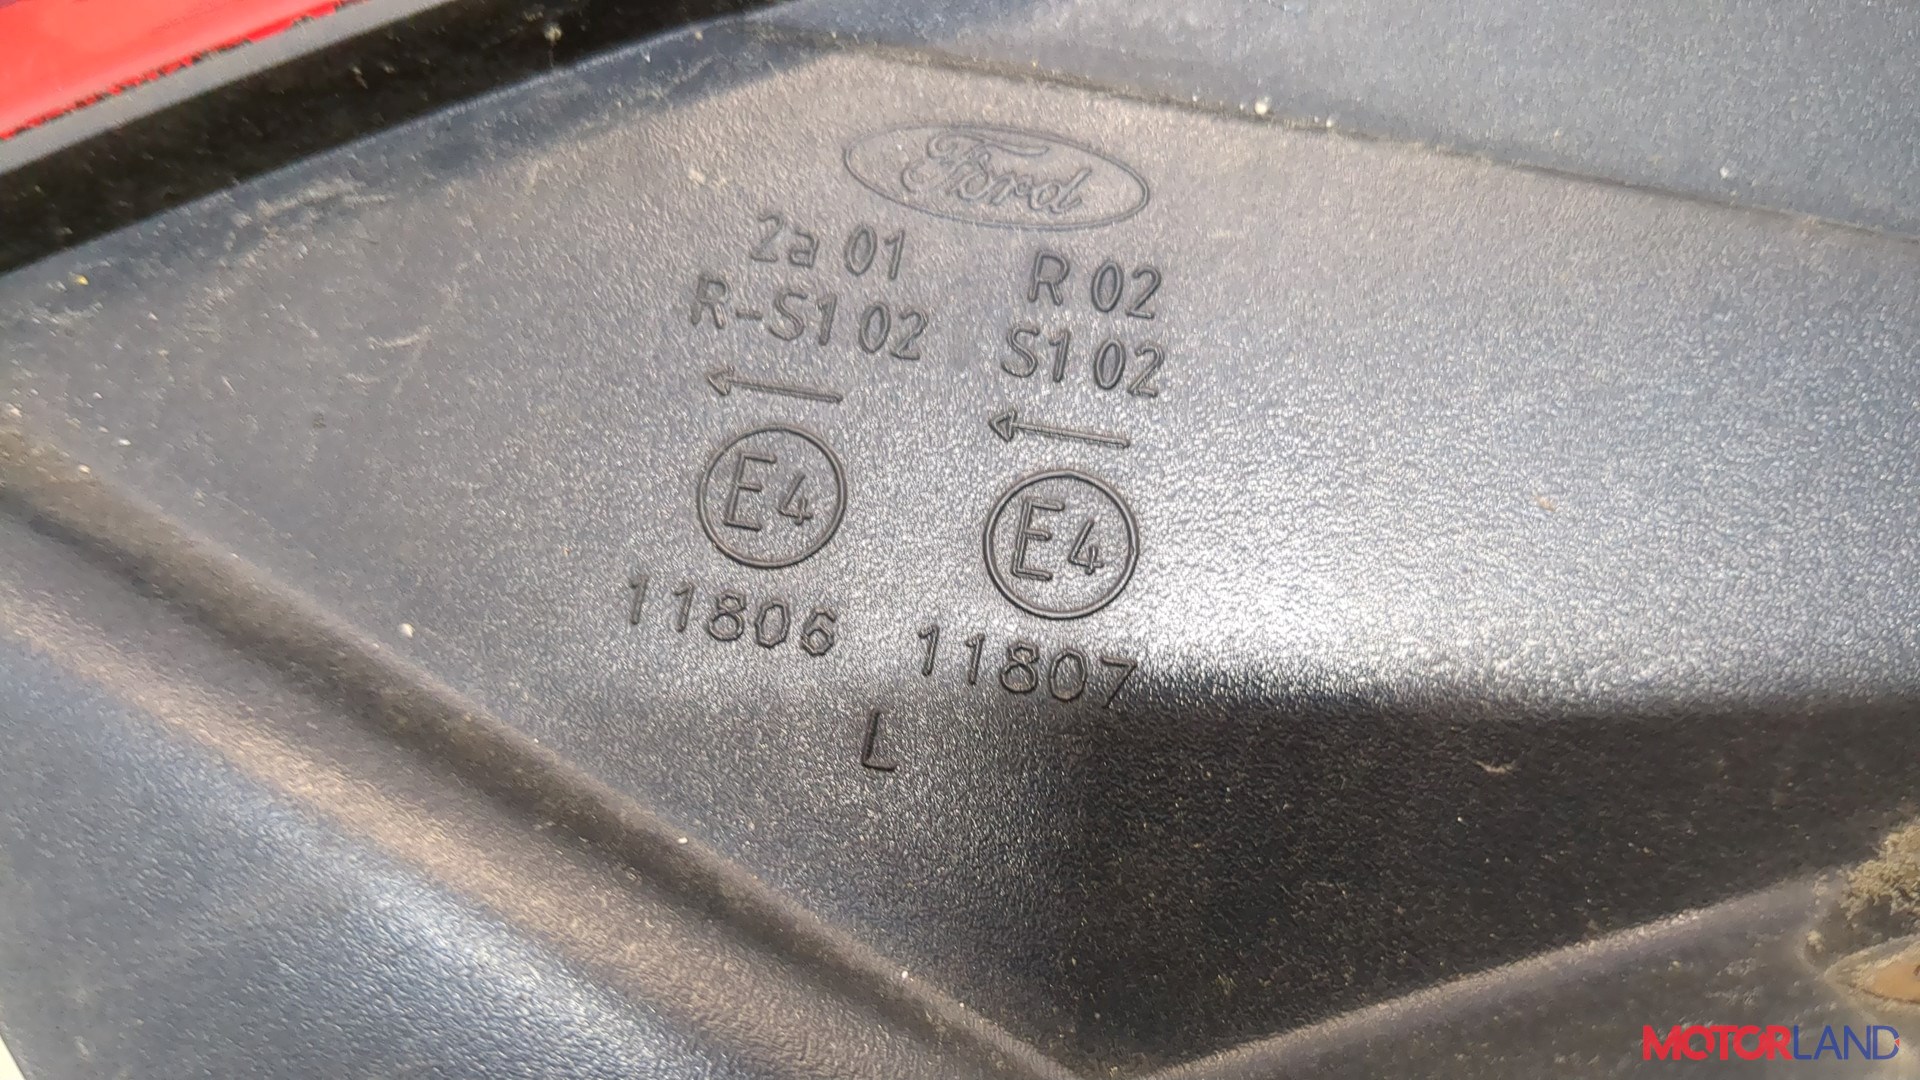 Ford
2a 01
R-S1 02
R 02
S1 02
E4
11806
E4
11807
L
MOTORLAND